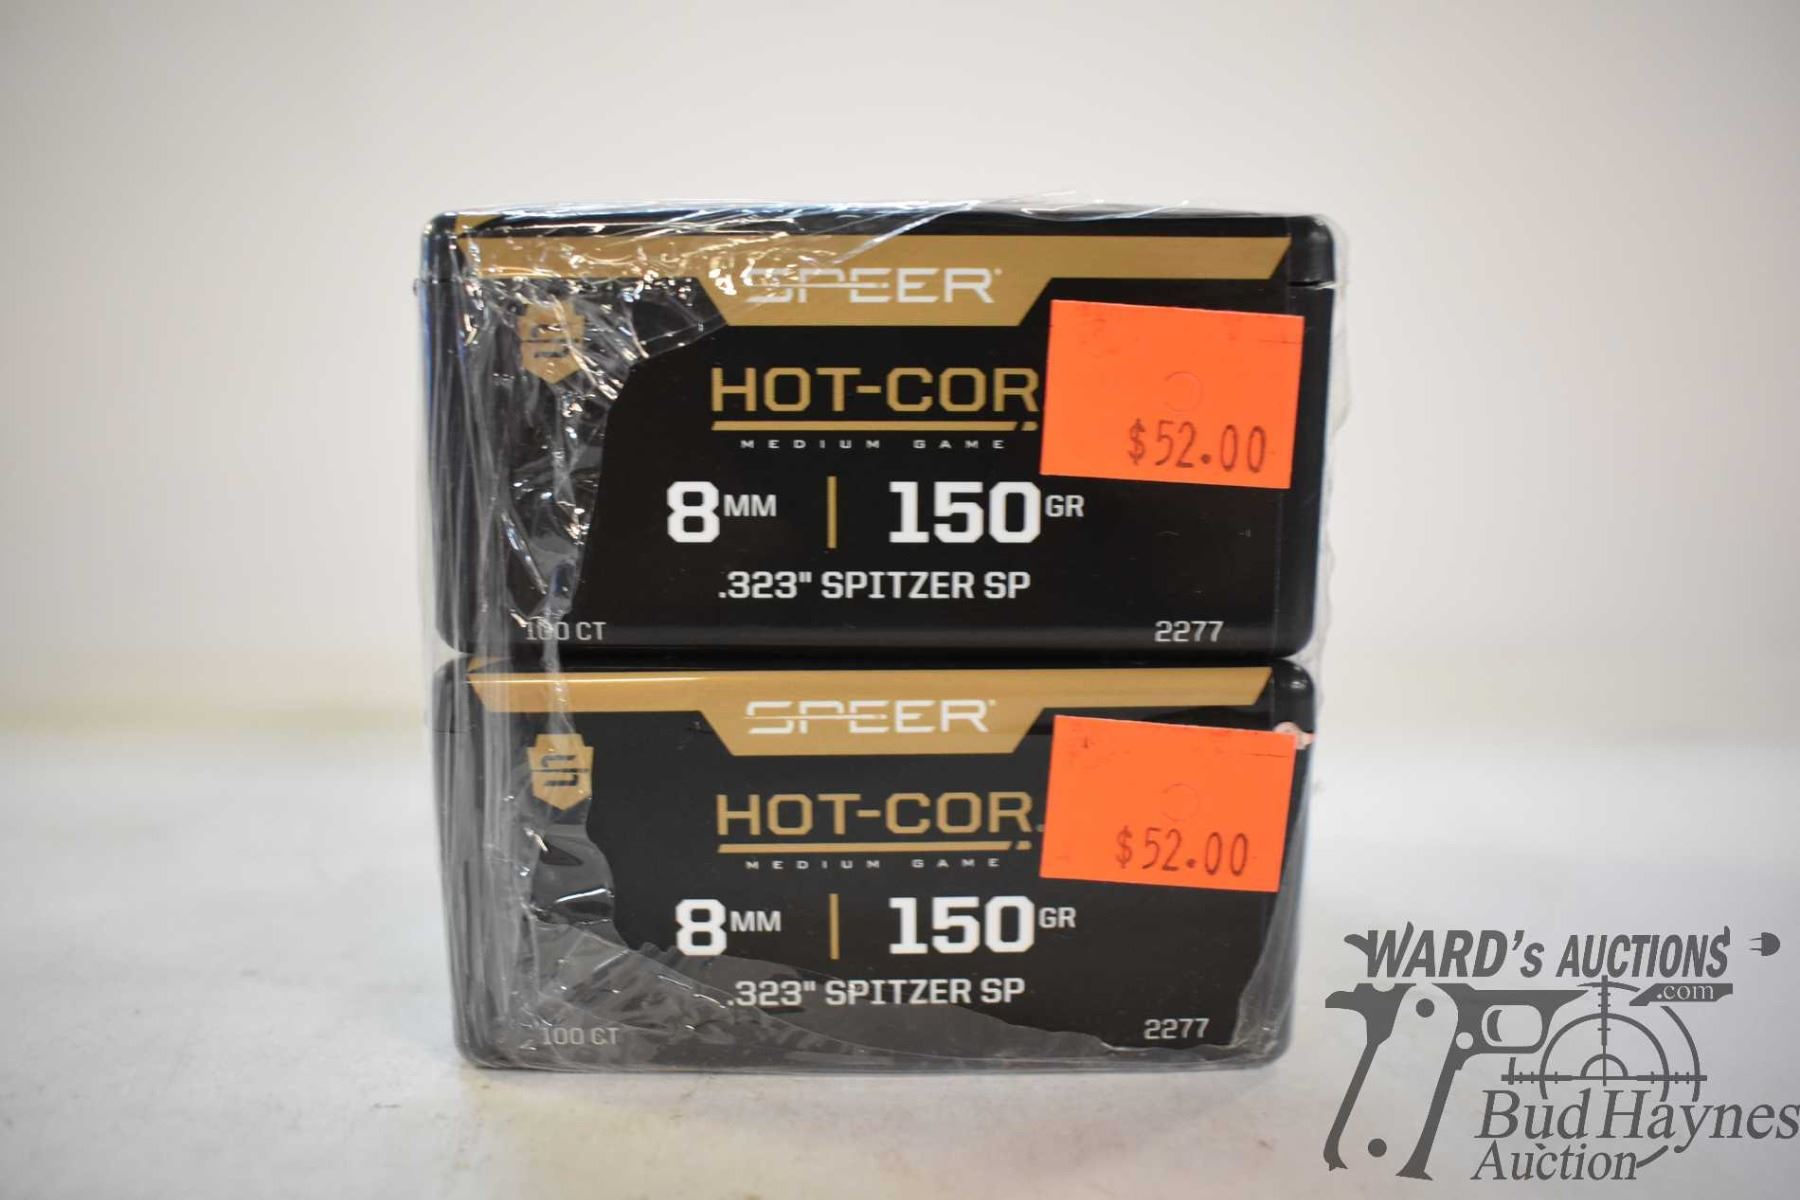 SPEER
HOT-COR
MEDIUM GAME
$52.00
8MM | 150GR
.323" SPITZER SP
100 CT 2277
SPEER
HOT-COR
MEDIUM GAME
$52.00
8MM | 150GR
.323" SPITZER SP
100 CT 2277
WARD's AUCTIONS
.com
Bud Haynes
Auction